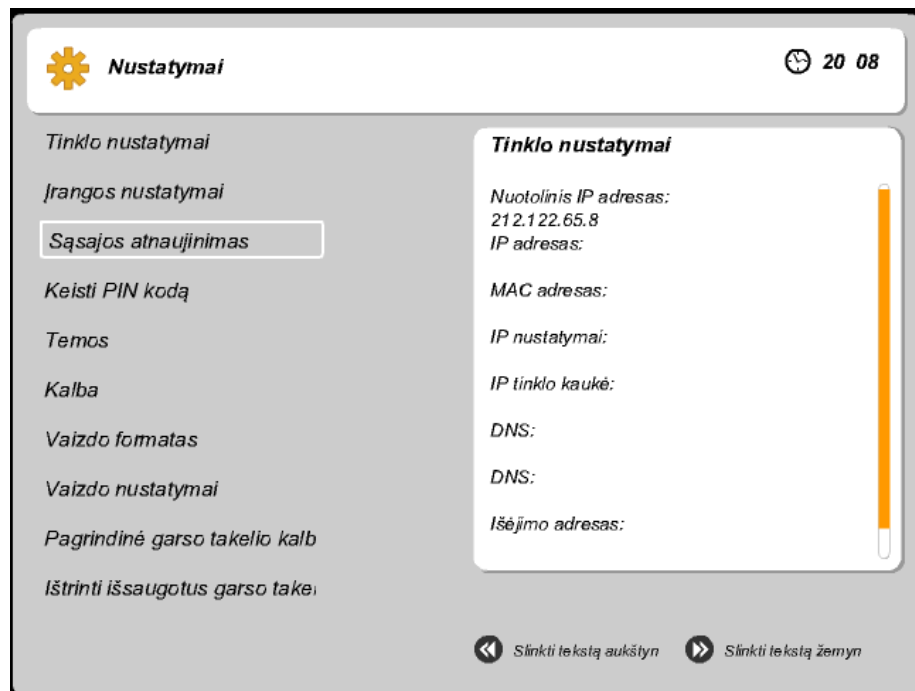 Nustatymai
20 08
Tinklo nustatymai
Įrangos nustatymai
Sąsajos atnaujinimas
Keisti PIN kodą
Temos
Kalba
Vaizdo formatas
Vaizdo nustatymai
Pagrindinė garso takelio kalb
Ištrinti išsaugotus garso take
Tinklo nustatymai
Nuotolinis IP adresas:
212.122.65.8
IP adresas:
MAC adresas:
IP nustatymai:
IP tinklo kaukė:
DNS:
DNS:
Išėjimo adresas:
Slinkti tekstą aukštyn
Slinkti tekstą žemyn